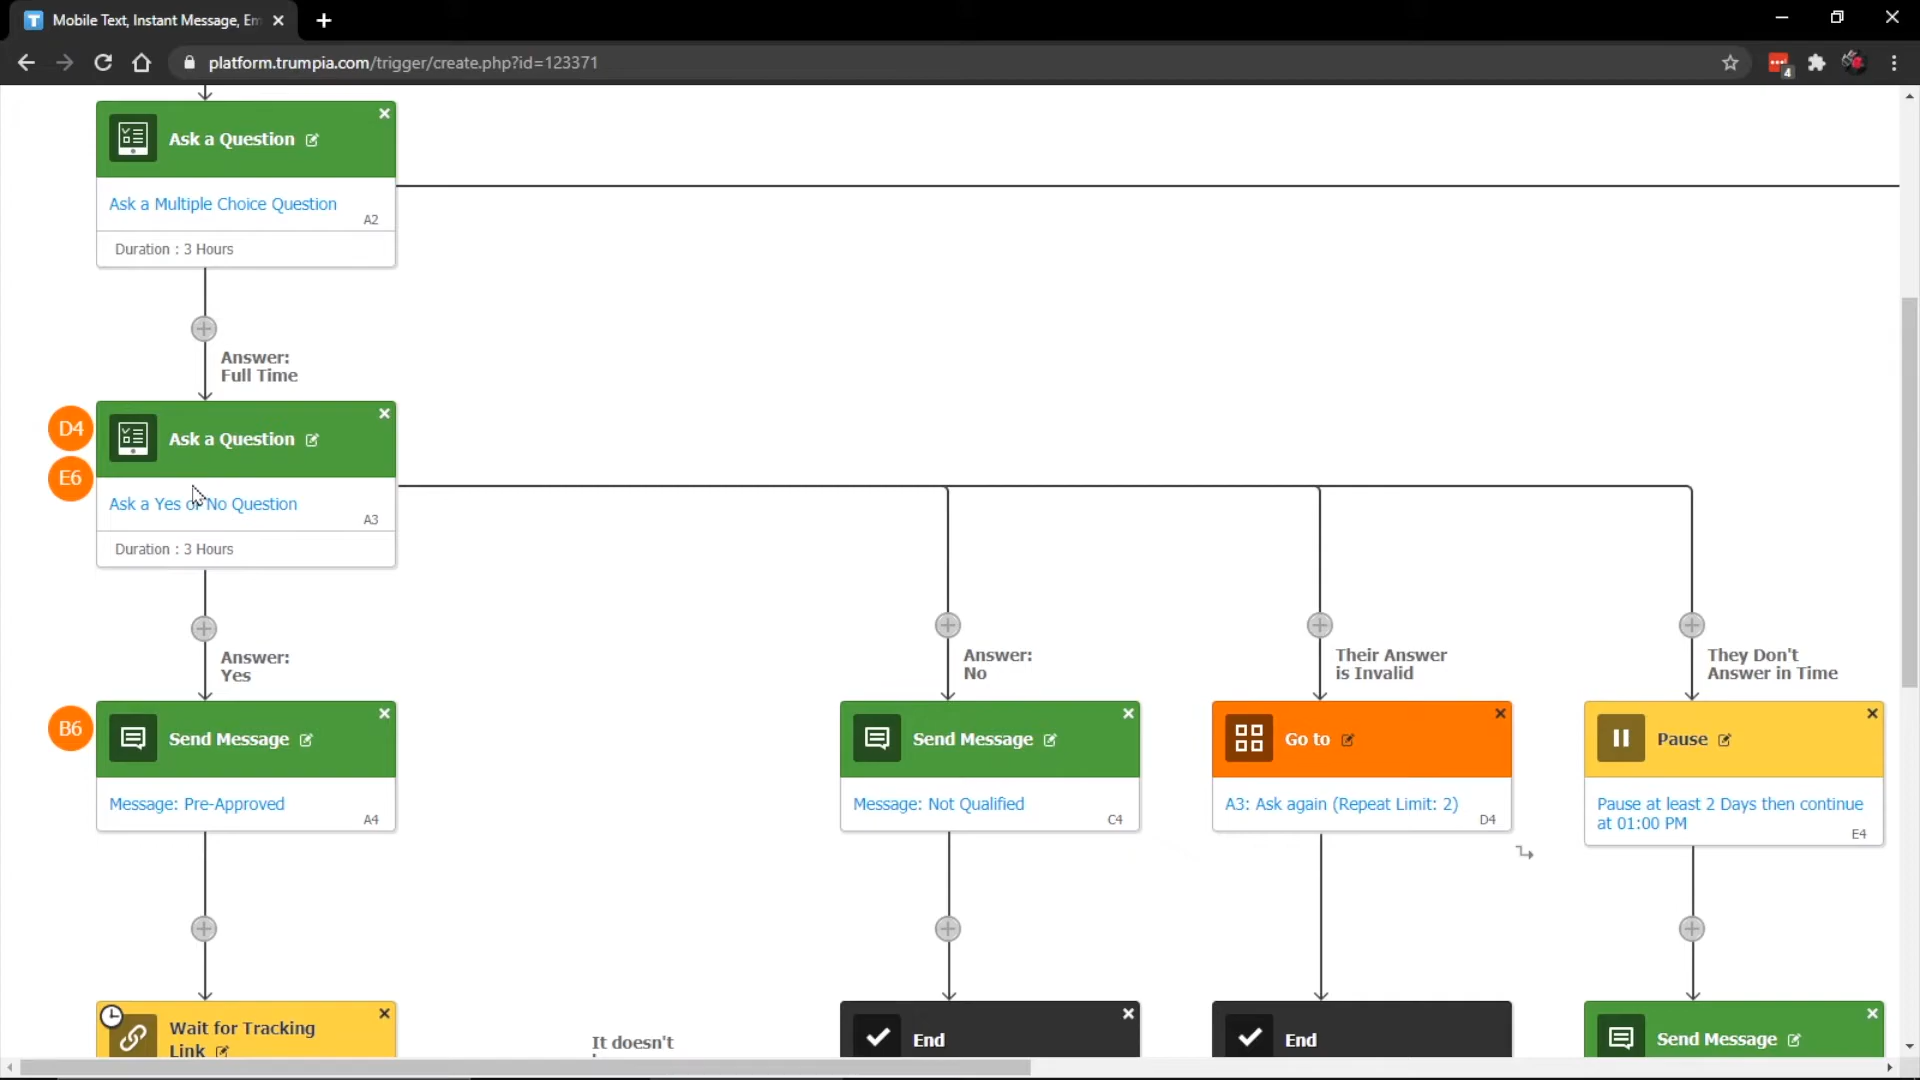 Mobile Text, Instant Message, Em
platform.trumpia.com/trigger/create.php?id=123371
4
Ask a Question
Ask a Multiple Choice Question
A2
Duration : 3 Hours
Answer:
Full Time
D4
E6
Ask a Question
Ask a Yes or No Question
A3
Duration : 3 Hours
Answer:
Yes
Answer:
No
Their Answer
is Invalid
They Don't
Answer in Time
B6
Send Message
Message: Pre-Approved
A4
Send Message
Message: Not Qualified
C4
Go to
A3: Ask again (Repeat Limit: 2)
D4
Pause
Pause at least 2 Days then continue
at 01:00 PM
E4
Wait for Tracking
Link
It doesn't
End
End
Send Message